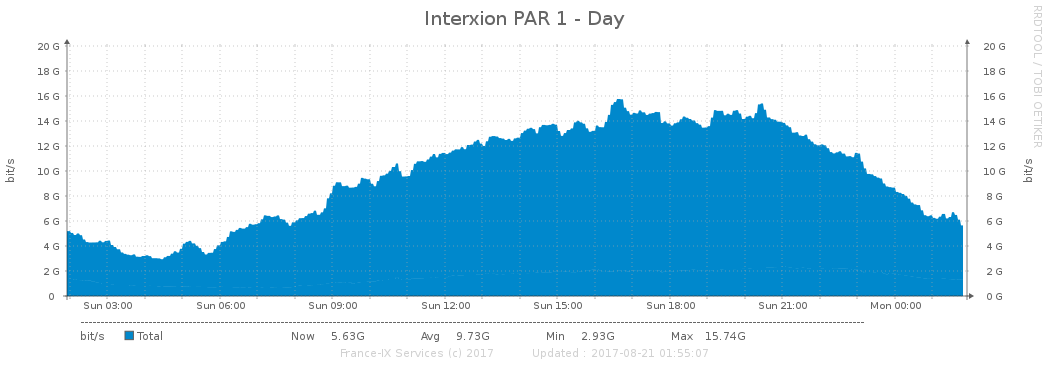 Interxion PAR 1 - Day
RRDTOOL / TOBI OETIKER
20 G 20 G
18 G 18 G
16 G 16 G
14 G 14 G
12 G 12 G
10 G 10 G
8 G 8 G
6 G 6 G
4 G 4 G
2 G 2 G
0 0 G
bit/s bit/s
Sun 03:00 Sun 06:00 Sun 09:00 Sun 12:00 Sun 15:00 Sun 18:00 Sun 21:00 Mon 00:00
bit/s Total Now 5.63G Avg 9.73G Min 2.93G Max 15.74G
France-IX Services (c) 2017 Updated : 2017-08-21 01:55:07